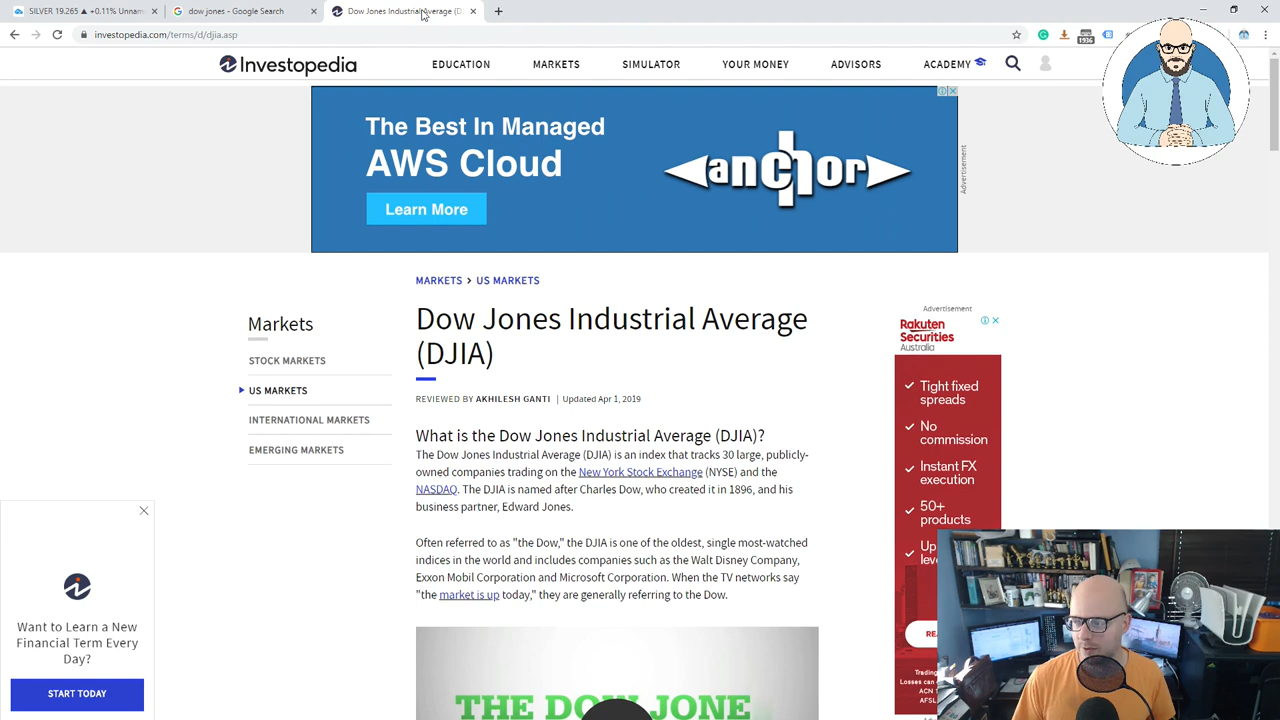 SILVER 19.265 ▲ +0.11% Unnam
dow jones - Google Search
Dow Jones Industrial Average (D
investopedia.com/terms/d/djia.asp
1936
Investopedia
EDUCATION
MARKETS
SIMULATOR
YOUR MONEY
ADVISORS
ACADEMY
The Best In Managed
AWS Cloud
Learn More
anchor
Advertisement
MARKETS > US MARKETS
Markets
STOCK MARKETS
US MARKETS
INTERNATIONAL MARKETS
EMERGING MARKETS
Dow Jones Industrial Average
(DJIA)
REVIEWED BY AKHILESH GANTI | Updated Apr 1, 2019
What is the Dow Jones Industrial Average (DJIA)?
The Dow Jones Industrial Average (DJIA) is an index that tracks 30 large, publicly-
owned companies trading on the New York Stock Exchange (NYSE) and the
NASDAQ. The DJIA is named after Charles Dow, who created it in 1896, and his
business partner, Edward Jones.
Often referred to as "the Dow," the DJIA is one of the oldest, single most-watched
indices in the world and includes companies such as the Walt Disney Company,
Exxon Mobil Corporation and Microsoft Corporation. When the TV networks say
"the market is up today," they are generally referring to the Dow.
THE DOW JONE
Advertisement
Rakuten
Securities
Australia
Tight fixed
spreads
No
commission
Instant FX
execution
50+
products
Up
leve
RE
Trading
Losses can e
ACN 1
AFSL
Want to Learn a New
Financial Term Every
Day?
START TODAY